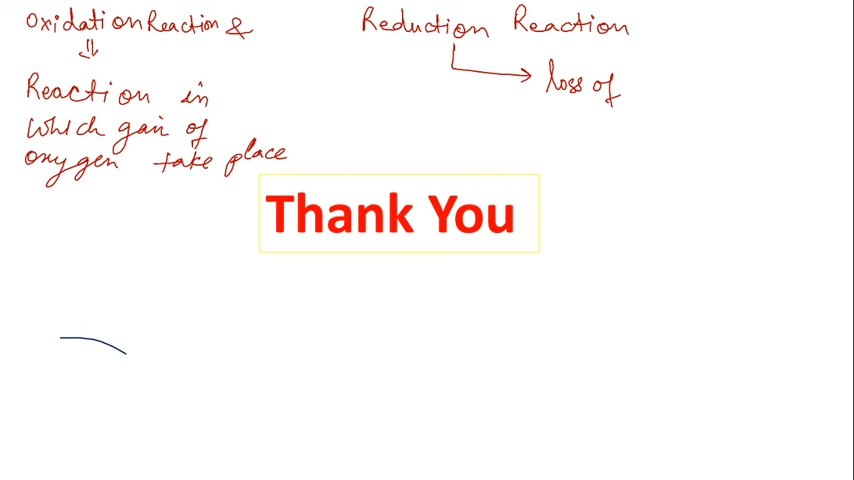 Oxidation Reaction &
Reduction Reaction
⇓
loss of
Reaction in
which gain of
oxygen take place
Thank You